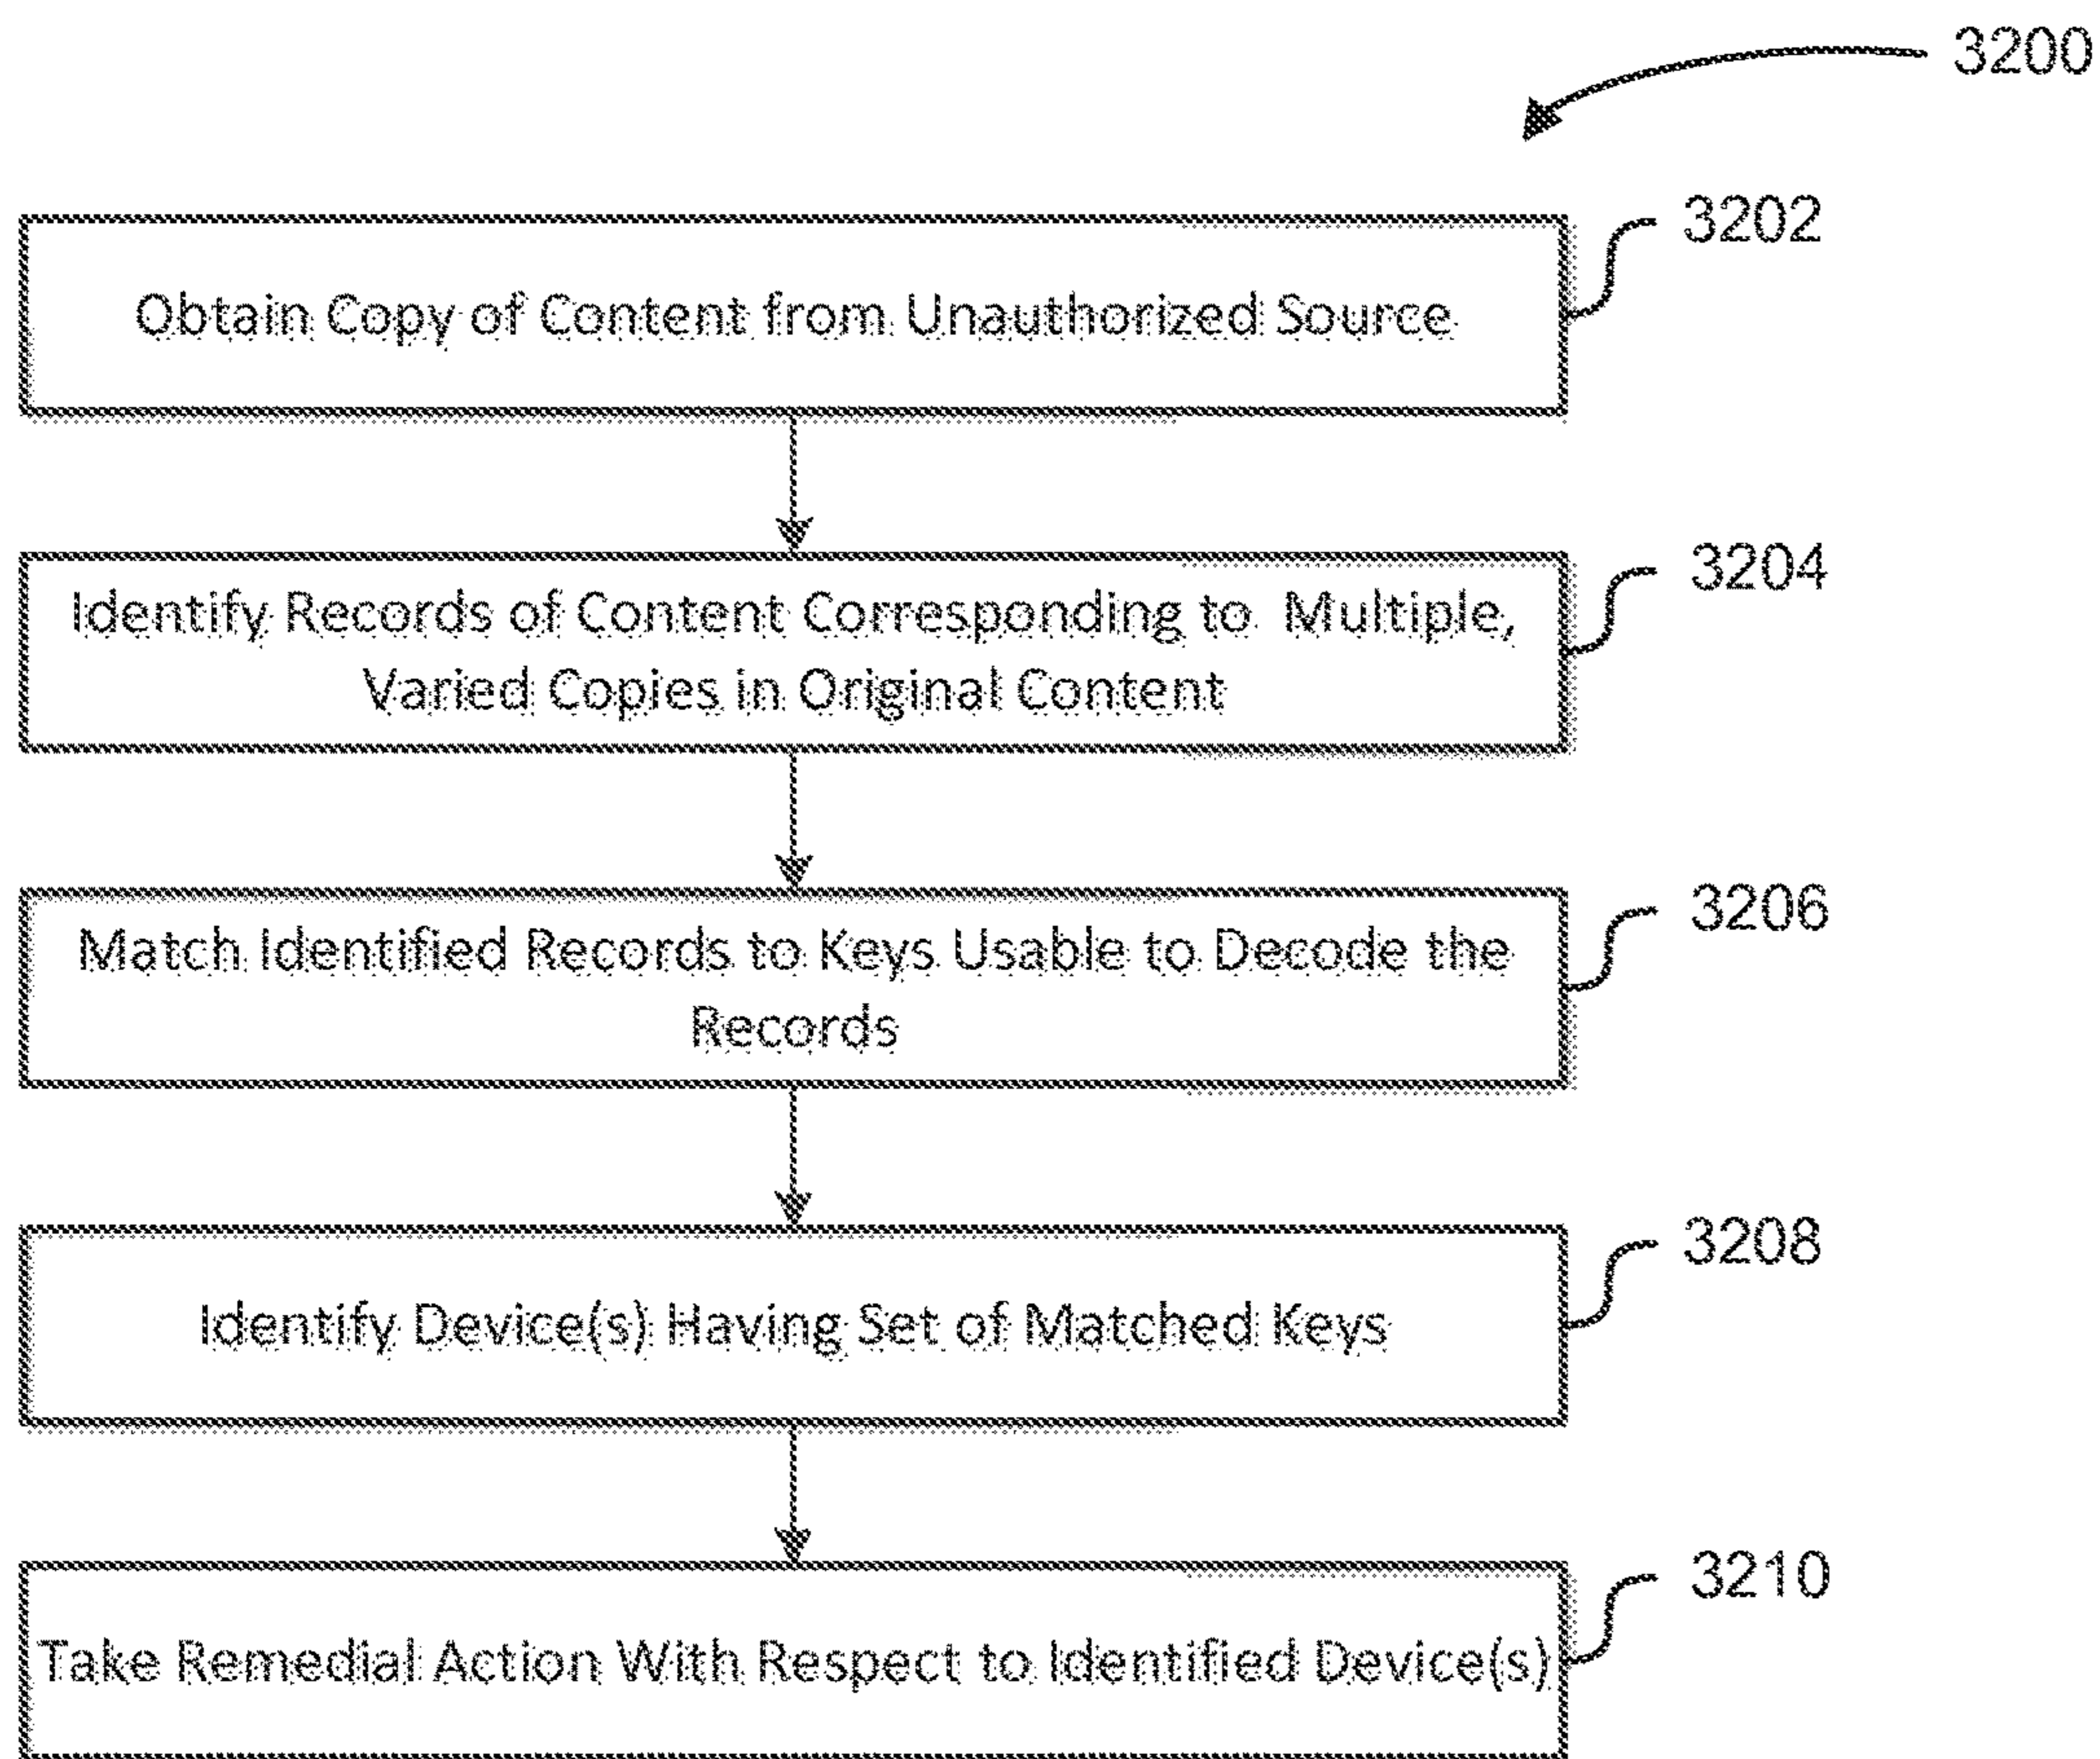 3200
3202
Obtain Copy of Content from Unauthorized Source
3204
Identify Records of Content Corresponding to Multiple,
Varied Copies in Original Content
3206
Match Identified Records to Keys Usable to Decode the
Records
3208
Identify Device(s) Having Set of Matched Keys
3210
Take Remedial Action With Respect to Identified Device(s)